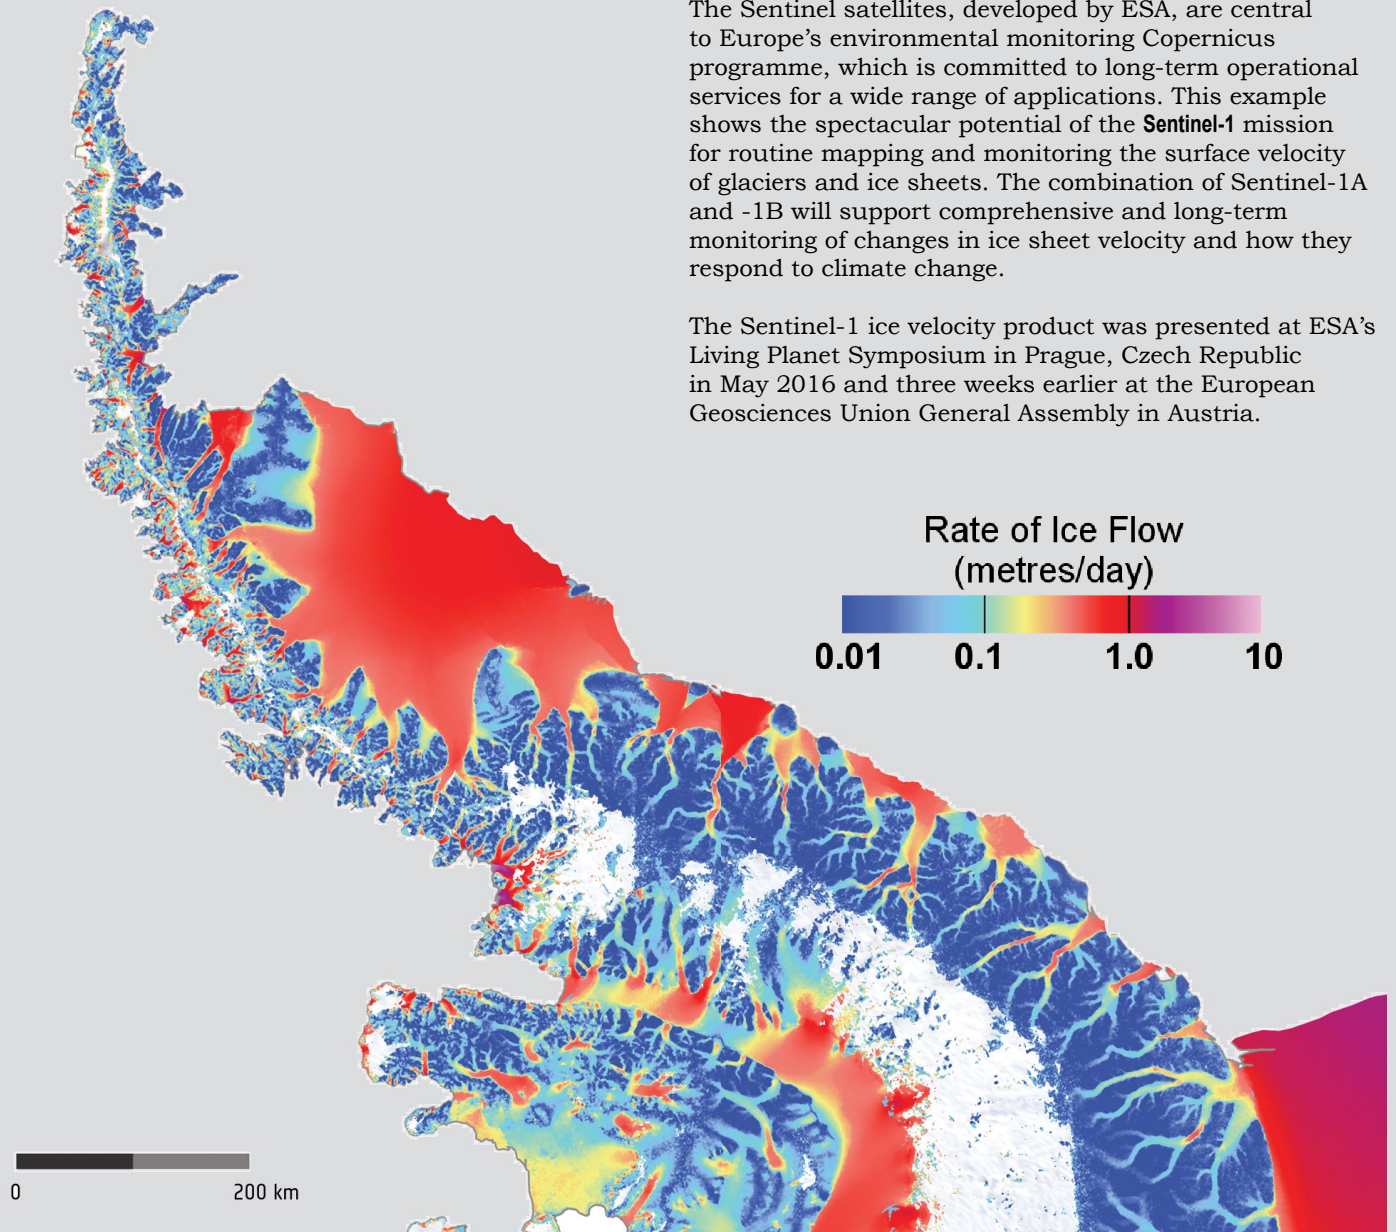 The Sentinel satellites, developed by ESA, are central
to Europe’s environmental monitoring Copernicus
programme, which is committed to long-term operational
services for a wide range of applications. This example
shows the spectacular potential of the Sentinel-1 mission
for routine mapping and monitoring the surface velocity
of glaciers and ice sheets. The combination of Sentinel-1A
and -1B will support comprehensive and long-term
monitoring of changes in ice sheet velocity and how they
respond to climate change.
The Sentinel-1 ice velocity product was presented at ESA’s
Living Planet Symposium in Prague, Czech Republic
in May 2016 and three weeks earlier at the European
Geosciences Union General Assembly in Austria.
Rate of Ice Flow
(metres/day)
0.01 0.1 1.0 10
0 200 km